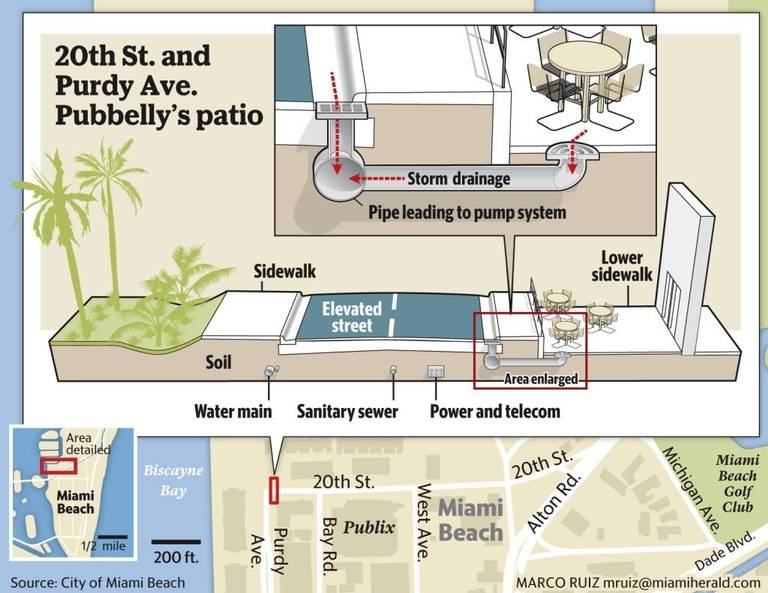 20th St. and
Purdy Ave.
Pubbelly’s patio
Storm drainage
Pipe leading to pump system
Sidewalk
Lower
sidewalk
Elevated
street
Soil
Area enlarged
Water main
Sanitary sewer
Power and telecom
Area
detailed
Miami
Beach
1/2 mile
Biscayne
Bay
200 ft.
20th St.
20th St.
Purdy
Ave.
Bay Rd.
Publix
West Ave.
Miami
Beach
Alton Rd.
Michigan Ave.
Miami
Beach
Golf
Club
Dade Blvd.
Source: City of Miami Beach
MARCO RUIZ mruiz@miamiherald.com